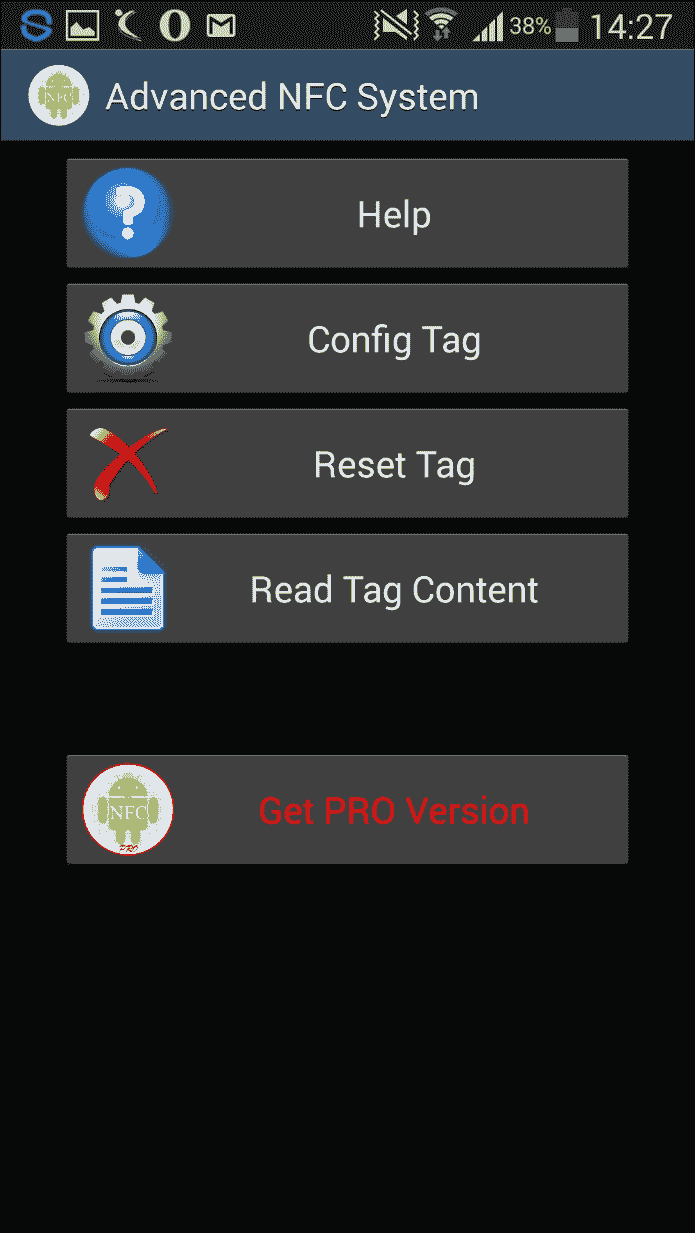 38% 14:27
NFC Advanced NFC System
Help
Config Tag
Reset Tag
Read Tag Content
NFC Get PRO Version
PRO